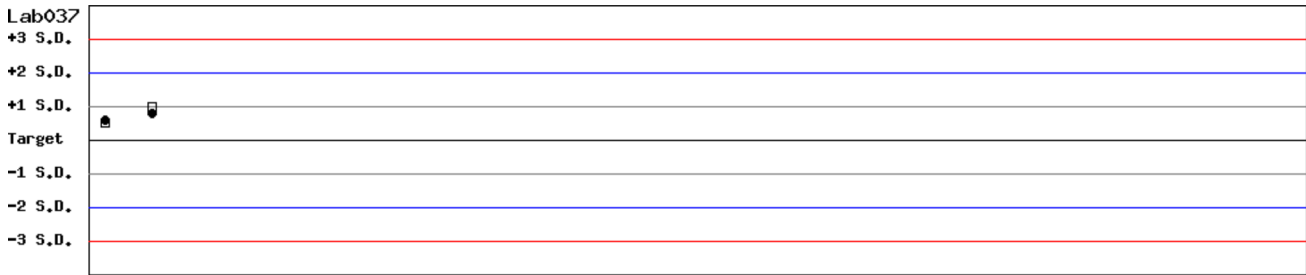 Lab037
+3 S.D.
+2 S.D.
+1 S.D.
Target
-1 S.D.
-2 S.D.
-3 S.D.